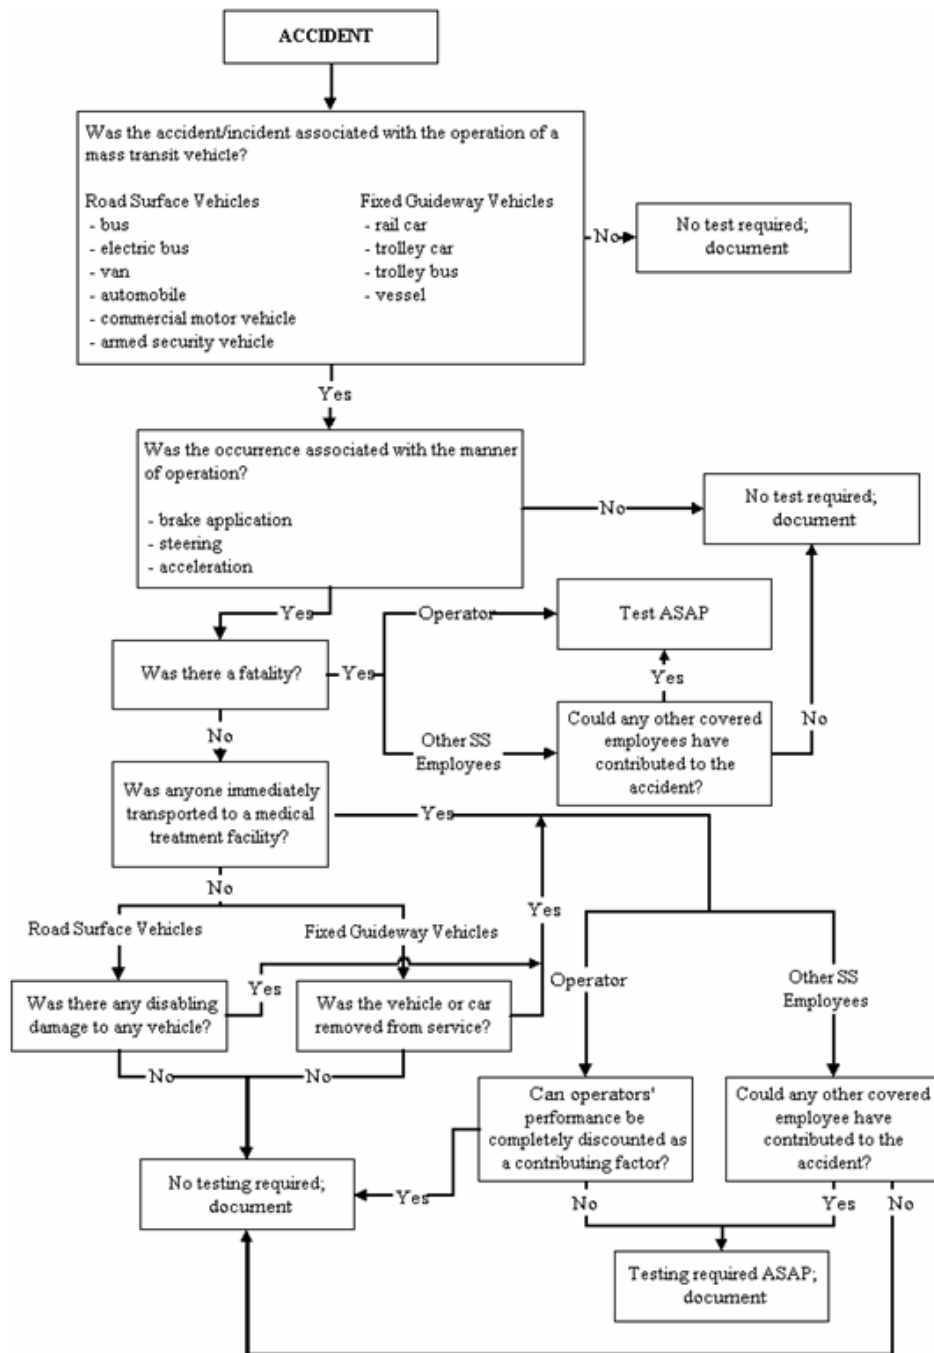 ACCIDENT
Was the accident/incident associated with the operation of a
mass transit vehicle?
Road Surface Vehicles
- bus
- electric bus
- van
- automobile
- commercial motor vehicle
- armed security vehicle
Fixed Guideway Vehicles
- rail car
- trolley car
- trolley bus
- vessel
No
No test required;
document
Yes
Was the occurrence associated with the manner
of operation?
- brake application
- steering
- acceleration
No
No test required;
document
Yes
Operator
Test ASAP
Was there a fatality?
Yes
Yes
No
Other SS
Employees
Could any other covered
employees have
contributed to the
accident?
No
Was anyone immediately
transported to a medical
treatment facility?
Yes
No
Yes
Road Surface Vehicles
Fixed Guideway Vehicles
Operator
Other SS
Employees
Was there any disabling
damage to any vehicle?
Yes
Was the vehicle or car
removed from service?
No
No
Can operators'
performance be
completely discounted as
a contributing factor?
Could any other covered
employee have
contributed to the
accident?
No testing required;
document
Yes
No
Yes
No
Testing required ASAP;
document